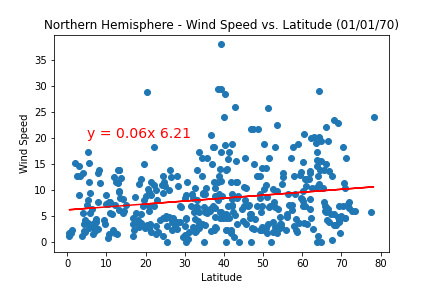 Northern Hemisphere - Wind Speed vs. Latitude (01/01/70)
35
30
25
20
15
10
5
0
Wind Speed
y = 0.06x 6.21
0 10 20 30 40 50 60 70 80
Latitude